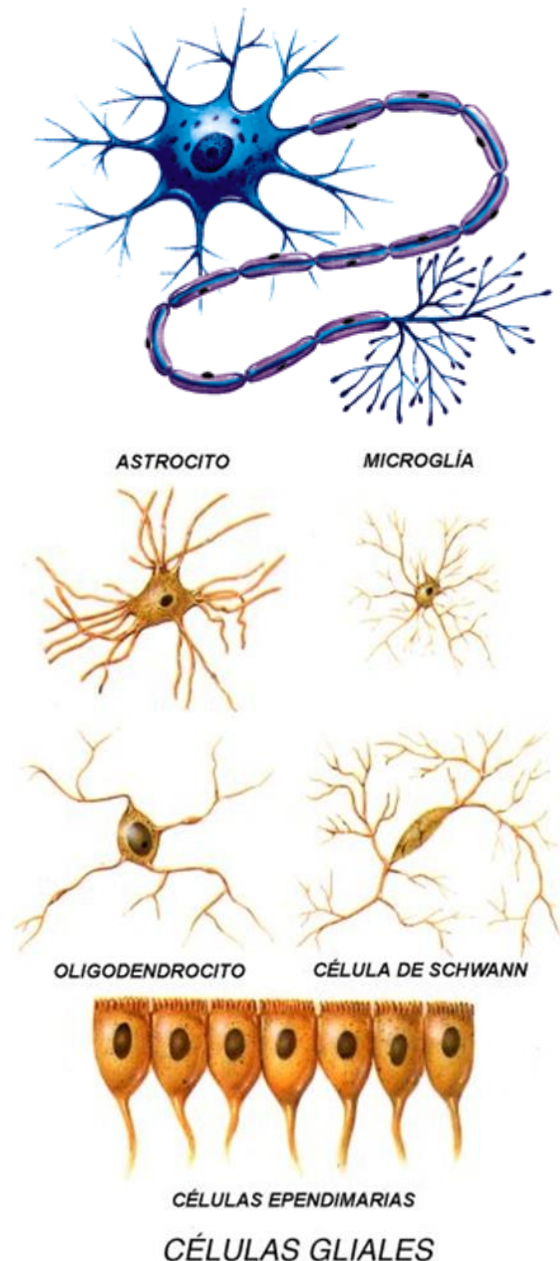 ASTROCITO
MICROGLÍA
OLIGODENDROCITO
CÉLULA DE SCHWANN
CÉLULAS EPENDIMARIAS
CÉLULAS GLIALES